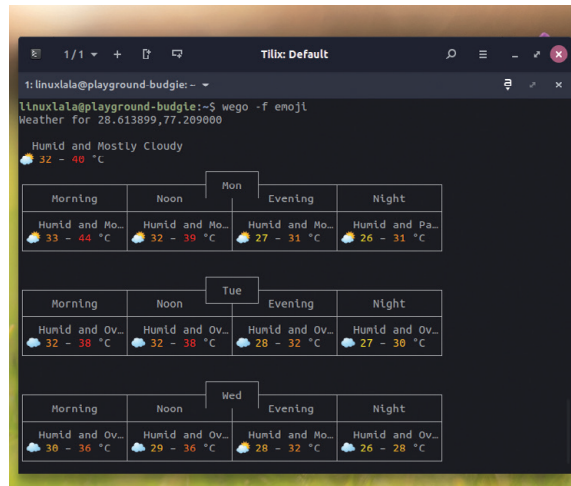 1/1
Tilix: Default
1: linuxlala@playground-budgie: ~
linuxlala@playground-budgie:~$ wego -f emoji
Weather for 28.613899,77.209000
Humid and Mostly Cloudy
32 – 40 °C
Mon
Morning Noon Evening Night
Humid and Mo… Humid and Mo… Humid and Mo… Humid and Pa…
33 – 44 °C 32 – 39 °C 27 – 31 °C 26 – 31 °C
Tue
Morning Noon Evening Night
Humid and Ov… Humid and Ov… Humid and Ov… Humid and Ov…
32 – 38 °C 32 – 38 °C 28 – 32 °C 27 – 30 °C
Wed
Morning Noon Evening Night
Humid and Ov… Humid and Ov… Humid and Mo… Humid and Ov…
30 – 36 °C 29 – 36 °C 28 – 32 °C 26 – 28 °C